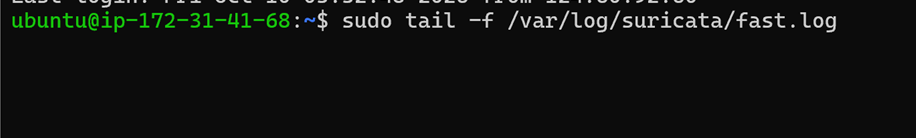 ubuntu@ip-172-31-41-68:~$ sudo tail -f /var/log/suricata/fast.log